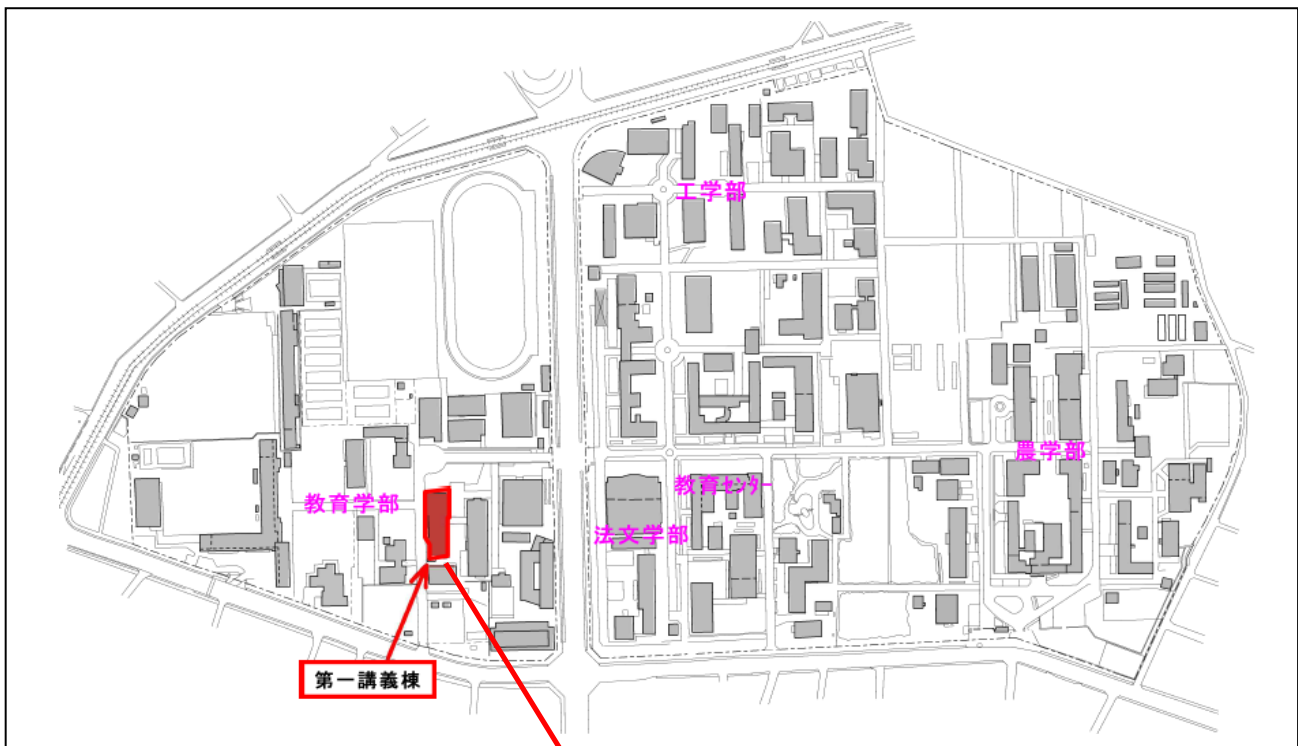 工学部
農学部
教育センター
教育学部
法文学部
第一講義棟